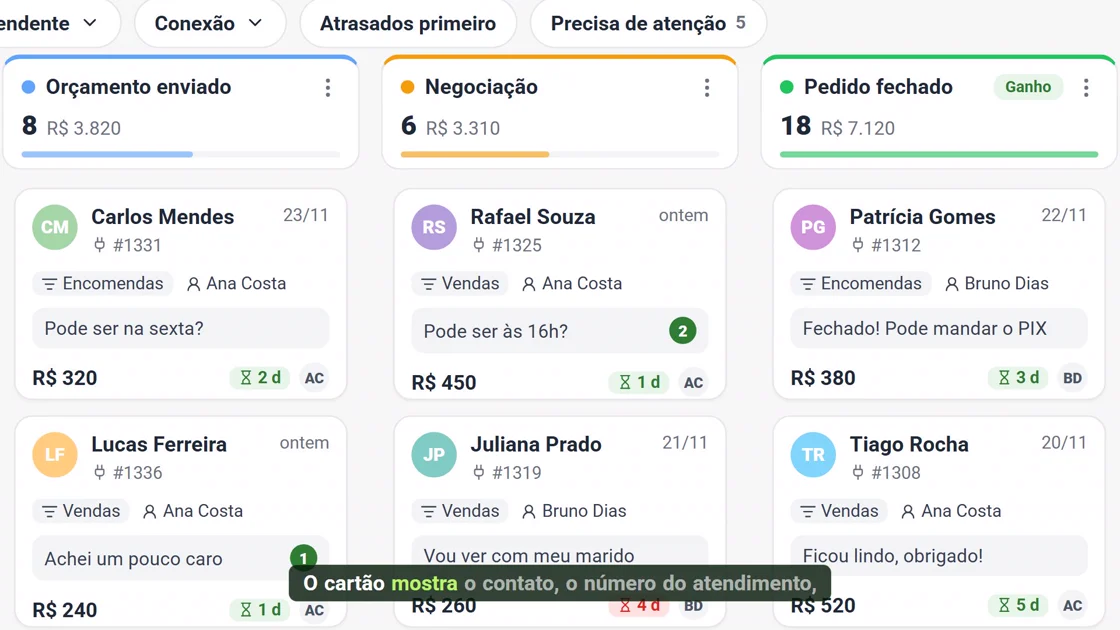 endente
Conexão
Atrasados primeiro
Precisa de atenção 5
Orçamento enviado
8 R$ 3.820
Negociação
6 R$ 3.310
Pedido fechado Ganho
18 R$ 7.120
CM Carlos Mendes 23/11
#1331
Encomendas Ana Costa
Pode ser na sexta?
R$ 320 2 d AC
LF Lucas Ferreira ontem
#1336
Vendas Ana Costa
Achei um pouco caro 1
R$ 240 1 d AC
RS Rafael Souza ontem
#1325
Vendas Ana Costa
Pode ser às 16h? 2
R$ 450 1 d AC
JP Juliana Prado 21/11
#1319
Vendas Bruno Dias
Vou ver com meu marido
R$ 260 4 d BD
PG Patrícia Gomes 22/11
#1312
Encomendas Bruno Dias
Fechado! Pode mandar o PIX
R$ 380 3 d BD
TR Tiago Rocha 20/11
#1308
Vendas Ana Costa
Ficou lindo, obrigado!
R$ 520 5 d AC
O cartão mostra o contato, o número do atendimento,